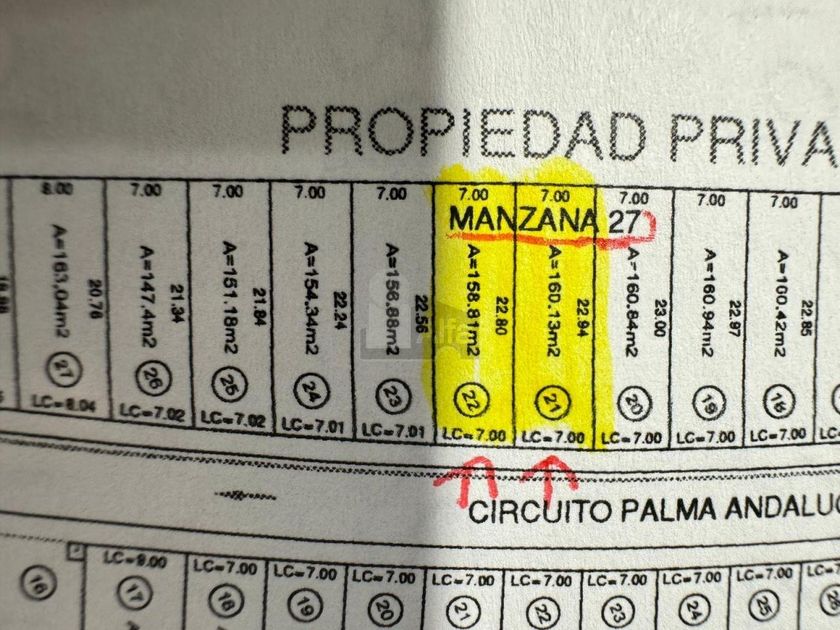 PROPIEDAD PRIVA
8.00 7.00 7.00 7.00 7.00 7.00 7.00 7.00 7.00 7.00
MANZANA 27
A=163.04m2 20.76
A=147.4m2 21.34
A=151.18m2 21.84
A=154.34m2 22.24
A=156.88m2 22.56
A=158.81m2 22.80
A=160.13m2 22.94
A=160.84m2 23.00
A=160.94m2 22.97
A=100.42m2 22.85
27 26 25 24 23 22 21 20 19 18
LC=8.04 LC=7.02 LC=7.02 LC=7.01 LC=7.01 LC=7.00 LC=7.00 LC=7.00 LC=7.00 LC=7.00
Alfa
CIRCUITO PALMA ANDALUC
LC=9.00 LC=7.00 LC=7.00 LC=7.00 LC=7.00 LC=7.00 LC=7.00 LC=7.00 LC=7.00
16 17 18 19 20 21 22 23 24 25 26